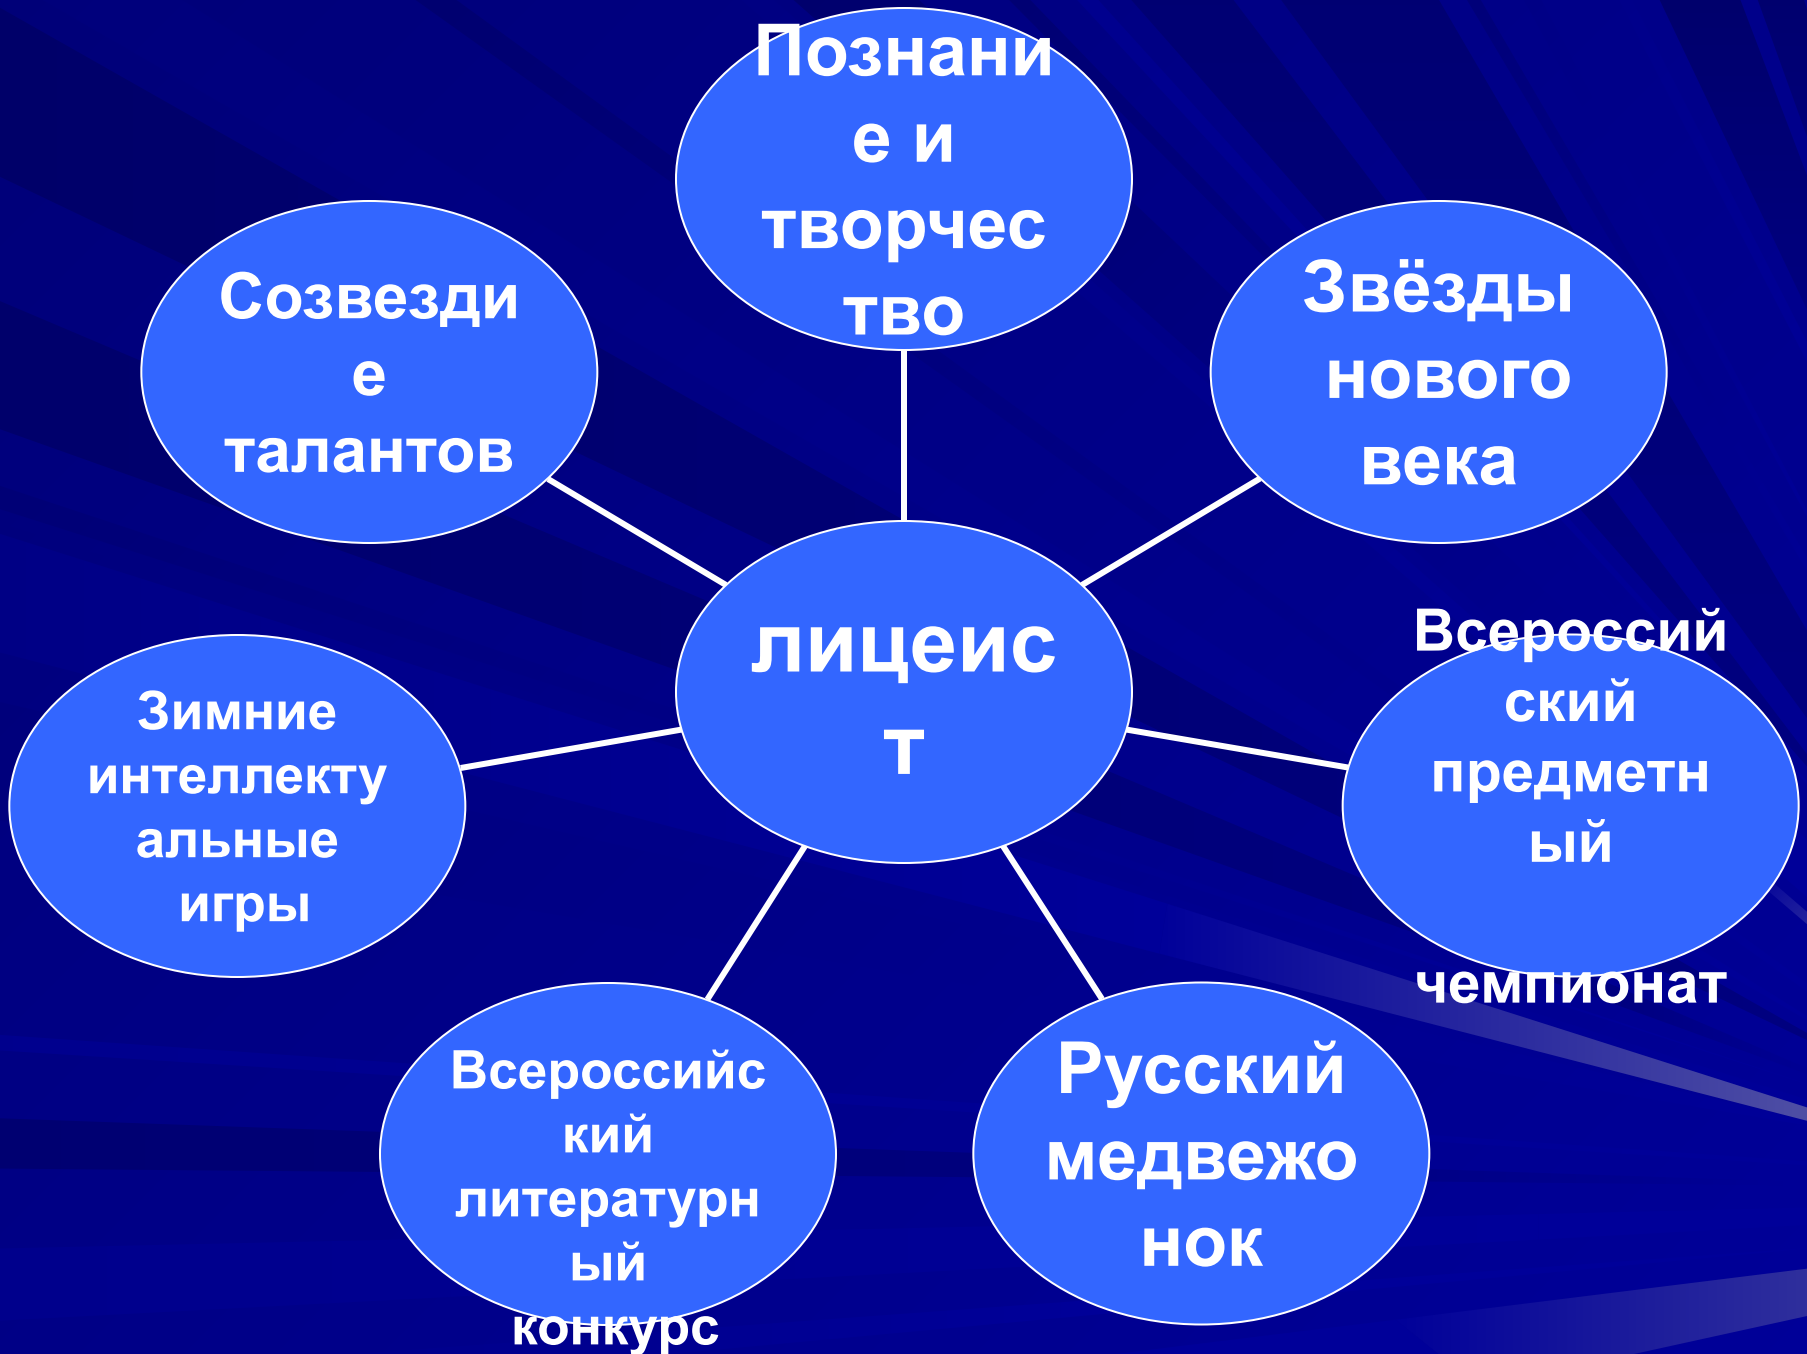 Познани
е и
творчес
тво
Созвезди
е
талантов
Звёзды
нового
века
лицеис
т
Зимние
интеллекту
альные
игры
Всероссий
ский
предметн
ый
чемпионат
Всероссийс
кий
литературн
ый
конкурс
Русский
медвежо
нок